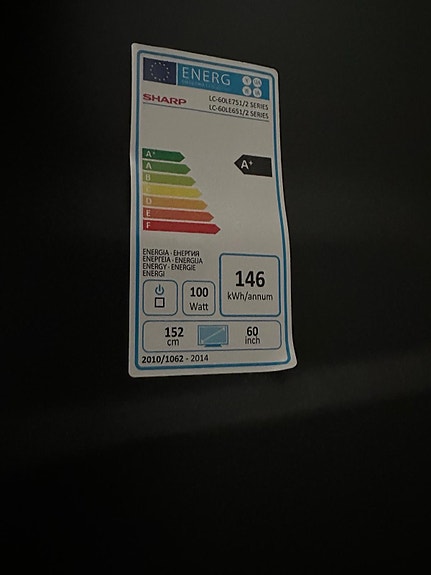 ENERG
SHARP
LC-60LE751/2 SERIES
LC-60LE651/2 SERIES
A+
A
B
C
D
E
F
A+
ENERGIA · ЕНЕРГИЯ
ΕΝΕΡΓΕΙΑ · ENERGIJA
ENERGY · ENERGIE
ENERGI
100
Watt
146
kWh/annum
152
cm
60
inch
2010/1062 - 2014